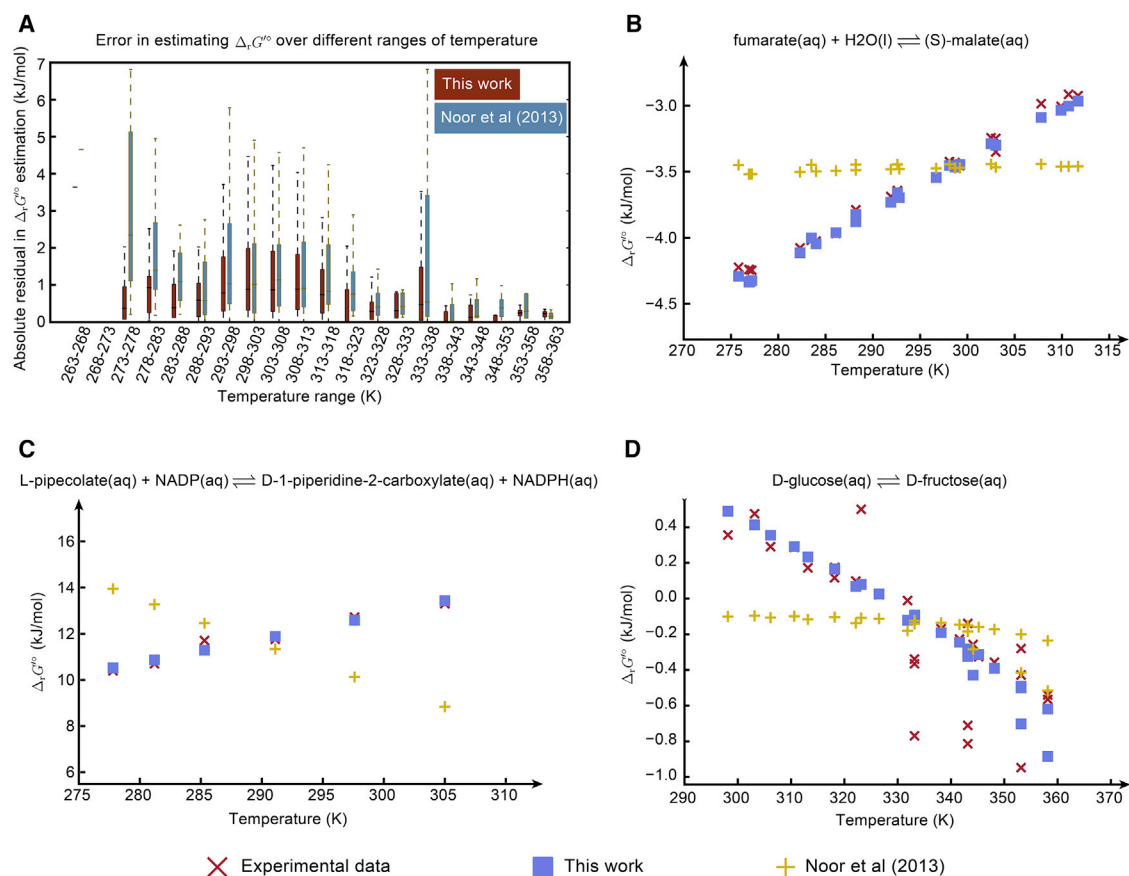 A
Error in estimating ΔrG′° over different ranges of temperature
Absolute residual in ΔrG′° estimation (kJ/mol)
7
6
5
4
3
2
1
0
This work
Noor et al (2013)
263-268
268-273
273-278
278-283
283-288
288-293
293-298
298-303
303-308
308-313
313-318
318-323
323-328
328-333
333-338
338-343
343-348
348-353
353-358
358-363
Temperature range (K)
B
fumarate(aq) + H2O(l) ⇌ (S)-malate(aq)
ΔrG′° (kJ/mol)
−3.0
−3.5
−4.0
−4.5
270 275 280 285 290 295 300 305 310 315
Temperature (K)
C
L-pipecolate(aq) + NADP(aq) ⇌ D-1-piperidine-2-carboxylate(aq) + NADPH(aq)
ΔrG′° (kJ/mol)
16
14
12
10
8
6
275 280 285 290 295 300 305 310
Temperature (K)
D
D-glucose(aq) ⇌ D-fructose(aq)
ΔrG′° (kJ/mol)
0.4
0.2
0.0
−0.2
−0.4
−0.6
−0.8
−1.0
290 300 310 320 330 340 350 360 370
Temperature (K)
Experimental data
This work
Noor et al (2013)